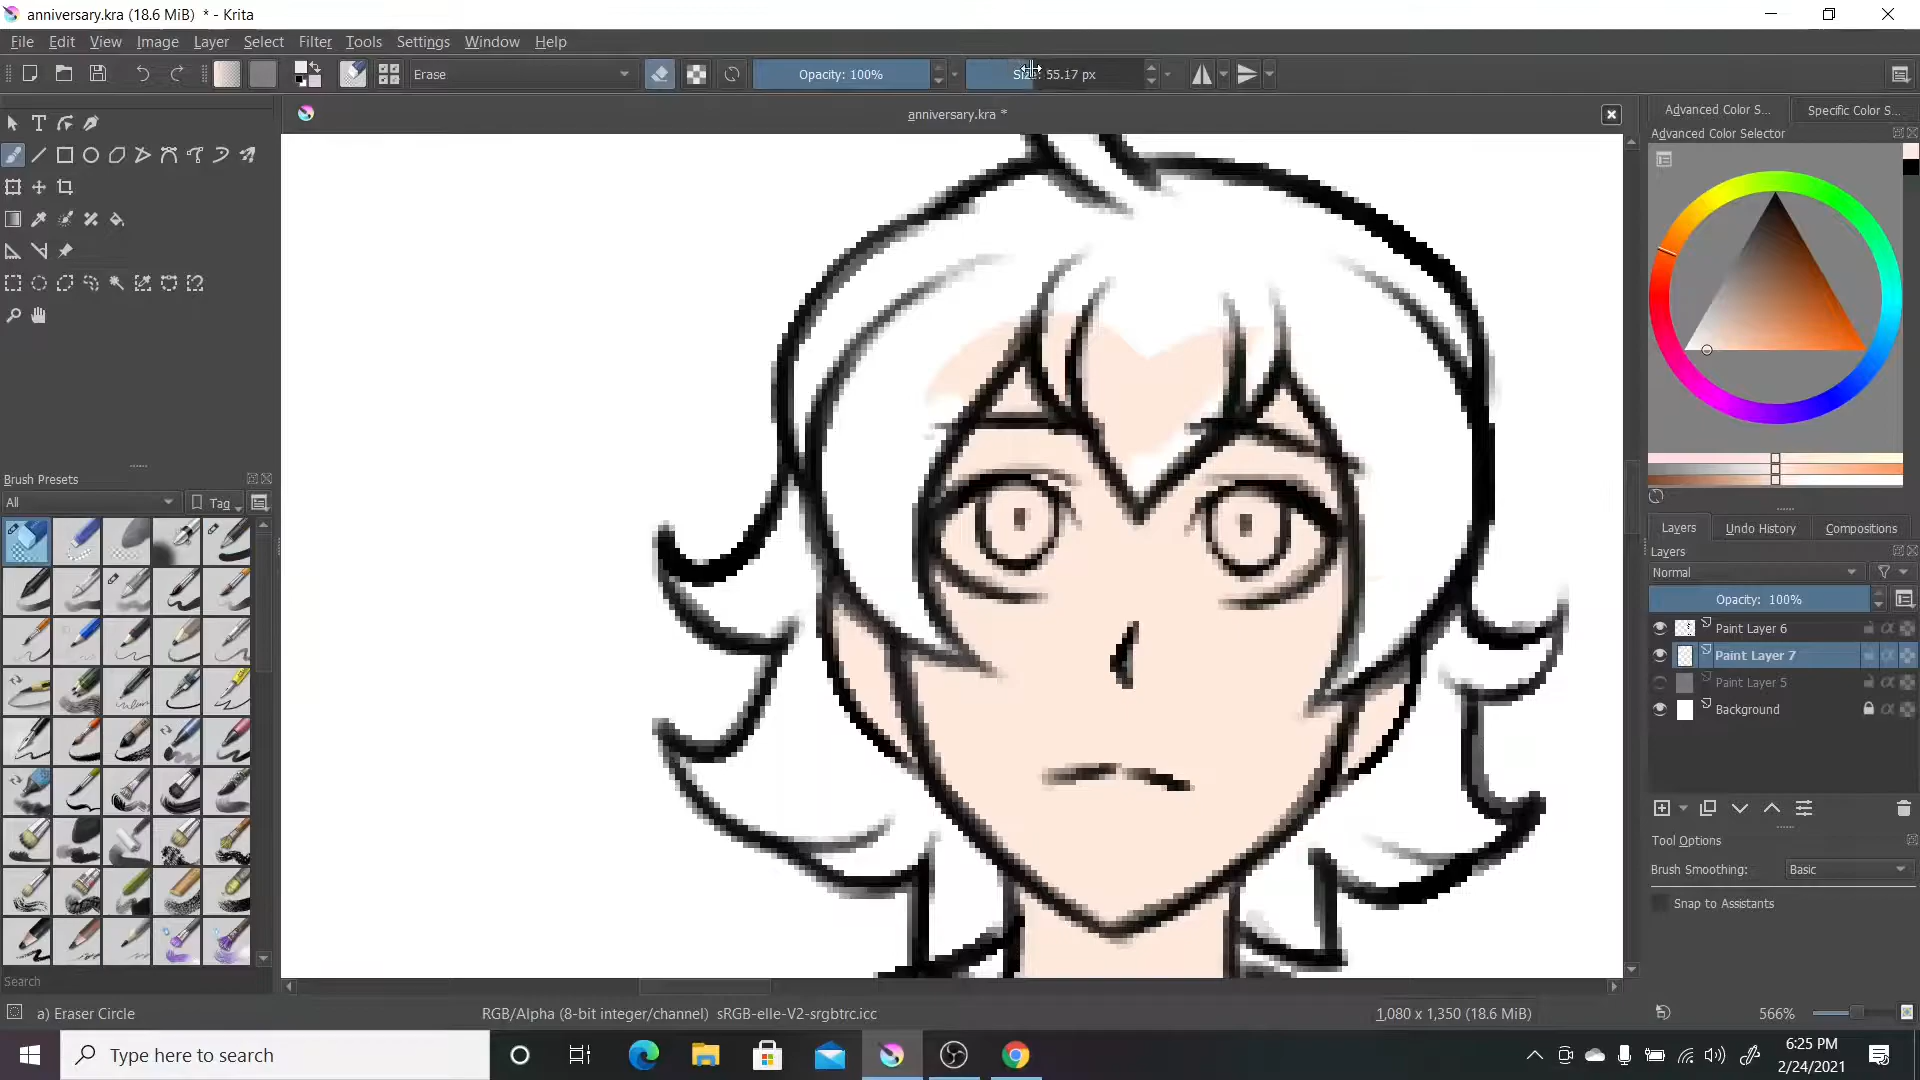 anniversary.kra (18.6 MiB)  * - Krita
File Edit View Image Layer Select Filter Tools Settings Window Help
Erase
Opacity: 100%
55.17 px
anniversary.kra *
Advanced Color S...
Specific Color S...
Advanced Color Selector
Brush Presets
All
Tag
Layers Undo History Compositions
Layers
Normal
Opacity:  100%
Paint Layer 6
Paint Layer 7
Paint Layer 5
Background
Tool Options
Brush Smoothing: Basic
Snap to Assistants
Search
a) Eraser Circle
RGB/Alpha (8-bit integer/channel)  sRGB-elle-V2-srgbtrc.icc
1,080 x 1,350 (18.6 MiB)
566%
Type here to search
6:25 PM
2/24/2021